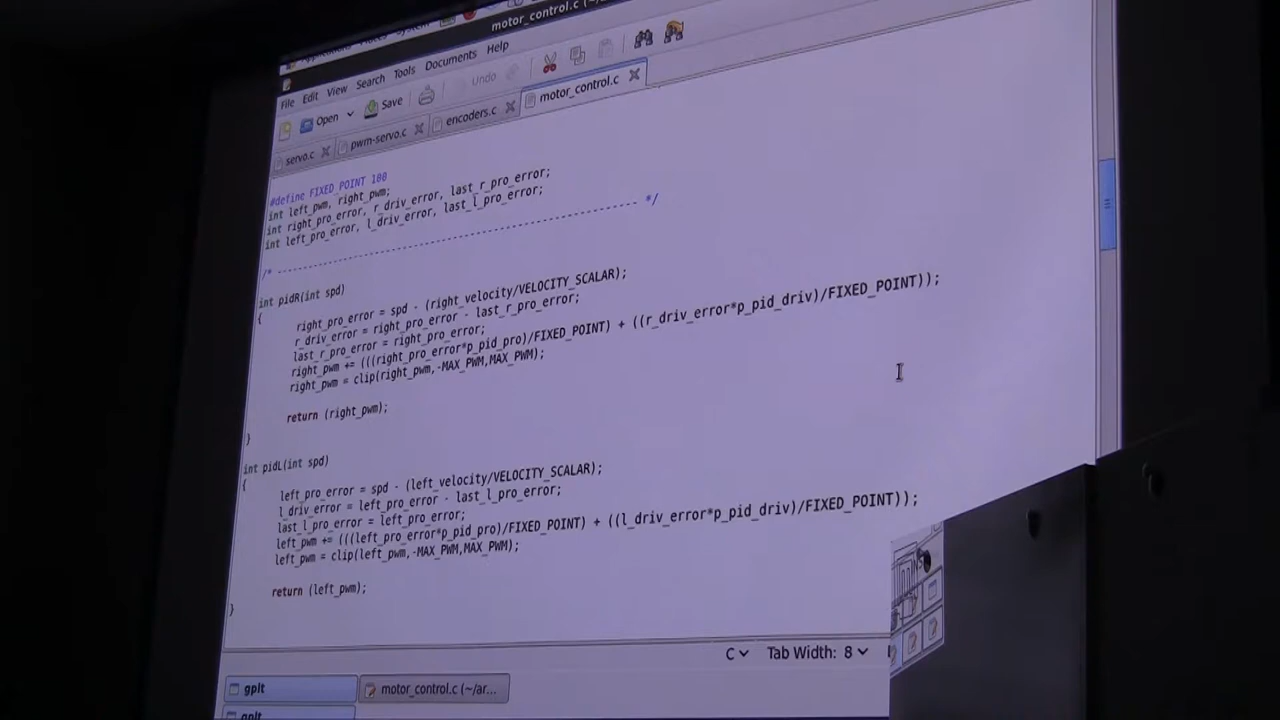 motor_control.c (~/
File Edit View Search Tools Documents Help
Open Save Undo
servo.c pwm-servo.c encoders.c motor_control.c
#define FIXED_POINT 100
int left_pwm, right_pwm;
int right_pro_error, r_driv_error, last_r_pro_error;
int left_pro_error, l_driv_error, last_l_pro_error;
/* -------------------------------------------------------- */
int pidR(int spd)
{
right_pro_error = spd - (right_velocity/VELOCITY_SCALAR);
r_driv_error = right_pro_error - last_r_pro_error;
last_r_pro_error = right_pro_error;
right_pwm += (((right_pro_error*p_pid_pro)/FIXED_POINT) + ((r_driv_error*p_pid_driv)/FIXED_POINT));
right_pwm = clip(right_pwm,-MAX_PWM,MAX_PWM);
return (right_pwm);
}
int pidL(int spd)
{
left_pro_error = spd - (left_velocity/VELOCITY_SCALAR);
l_driv_error = left_pro_error - last_l_pro_error;
last_l_pro_error = left_pro_error;
left_pwm += (((left_pro_error*p_pid_pro)/FIXED_POINT) + ((l_driv_error*p_pid_driv)/FIXED_POINT));
left_pwm = clip(left_pwm,-MAX_PWM,MAX_PWM);
return (left_pwm);
}
C Tab Width: 8
gplt motor_control.c (~/ar...
gplt